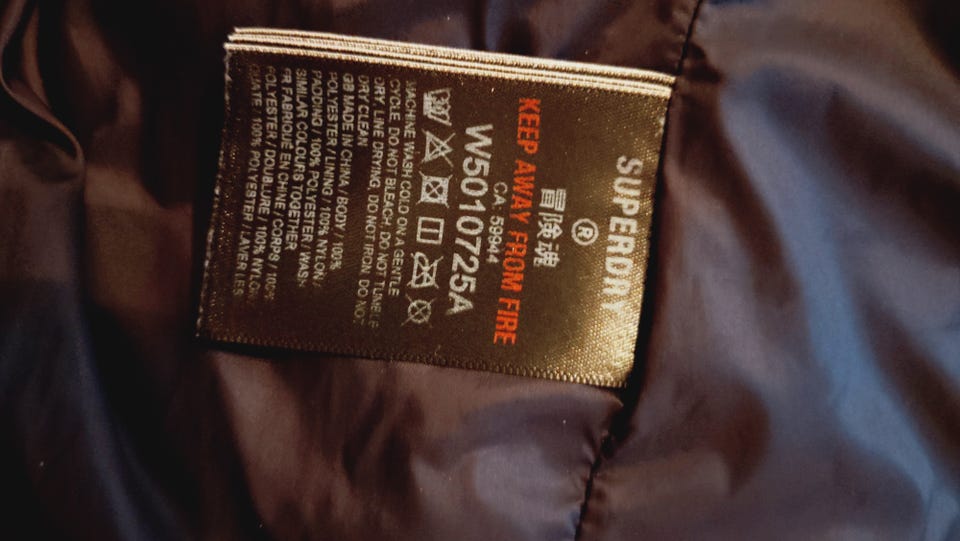 SUPERDRY
®
冒険魂
KEEP AWAY FROM FIRE
CA 59944
W5010725A
MACHINE WASH COLD ON A GENTLE
CYCLE. DO NOT BLEACH. DO NOT TUMBLE
DRY. LINE DRYING. DO NOT IRON. DO NOT
DRY CLEAN
GB MADE IN CHINA / BODY / 100%
POLYESTER / LINING / 100% NYLON /
PADDING / 100% POLYESTER / WASH
SIMILAR COLOURS TOGETHER
FR FABRIQUE EN CHINE / CORPS / 100%
POLYESTER / DOUBLURE / 100% NYLON /
OUATE / 100% POLYESTER / LAVER LES